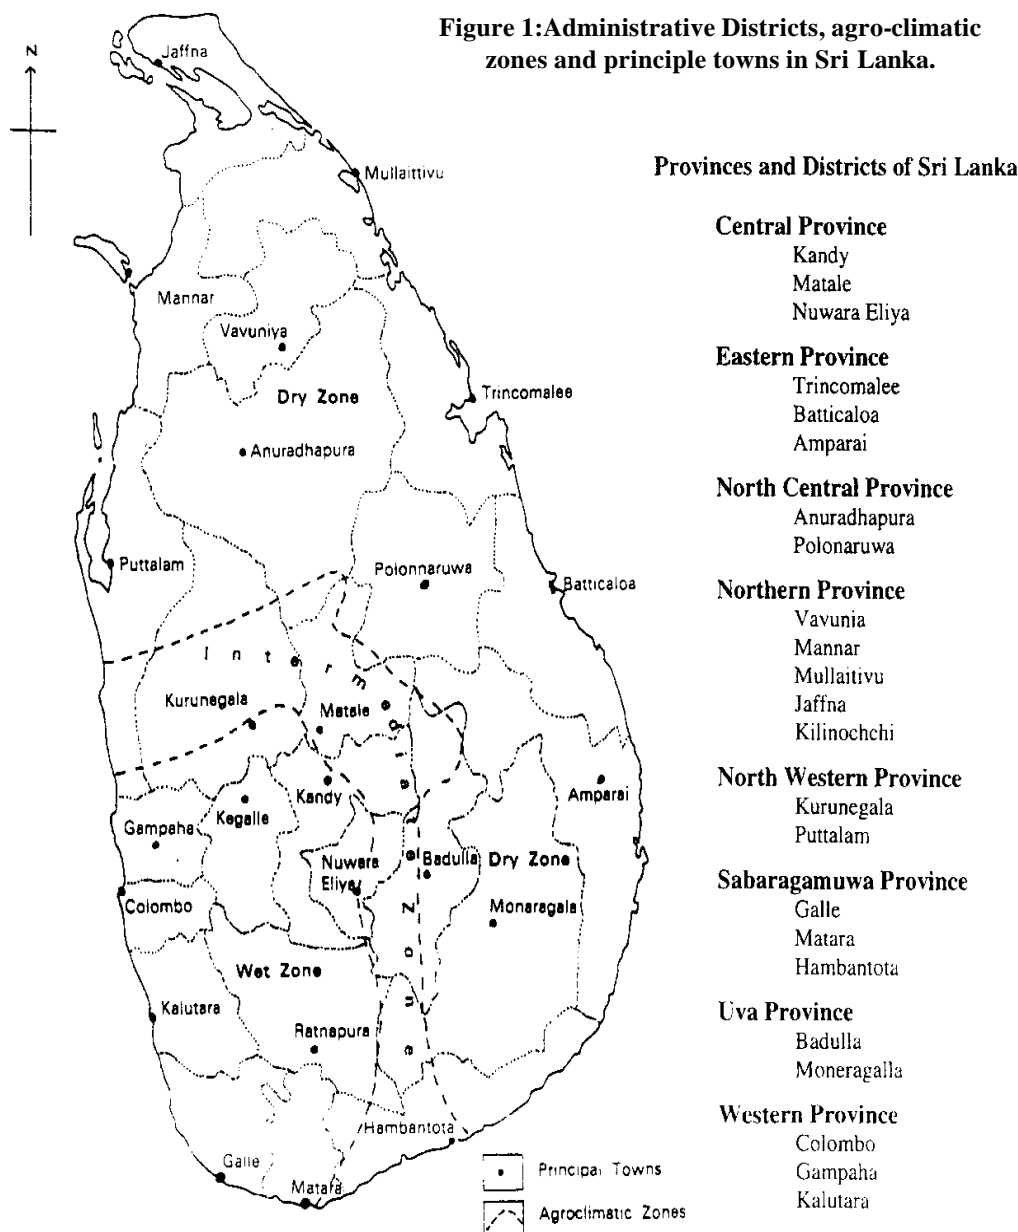 Figure 1:Administrative Districts, agro-climatic
zones and principle towns in Sri Lanka.
N
Jaffna
Mullaittivu
Mannar
Vavuniya
Dry Zone
Trincomalee
Anuradhapura
Puttalam
Polonnaruwa
Batticaloa
Intermediate Zone
Kurunegala
Matale
Kandy
Amparai
Kegalle
Gampaha
Nuwara
Eliya
Badulla
Dry Zone
Colombo
Monaragala
Wet Zone
Kalutara
Ratnapura
Hambantota
Galle
Matara
Principal Towns
Agroclimatic Zones
Provinces and Districts of Sri Lanka
Central Province
Kandy
Matale
Nuwara Eliya
Eastern Province
Trincomalee
Batticaloa
Amparai
North Central Province
Anuradhapura
Polonaruwa
Northern Province
Vavunia
Mannar
Mullaitivu
Jaffna
Kilinochchi
North Western Province
Kurunegala
Puttalam
Sabaragamuwa Province
Galle
Matara
Hambantota
Uva Province
Badulla
Moneragalla
Western Province
Colombo
Gampaha
Kalutara